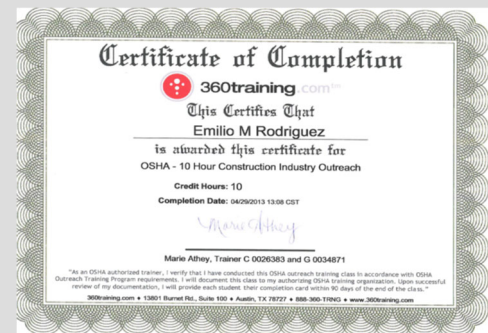 Certificate of Completion
360training.com™
This Certifies That
Emilio M Rodriguez
is awarded this certificate for
OSHA - 10 Hour Construction Industry Outreach
Credit Hours: 10
Completion Date: 04/29/2013 13:08 CST
Marie Athey
Marie Athey, Trainer C 0026383 and G 0034871
"As an OSHA authorized trainer, I verify that I have conducted this OSHA outreach training class in accordance with OSHA
Outreach Training Program requirements. I will document this class to my authorizing OSHA training organization. Upon successful
review of my documentation, I will provide each student their completion card within 90 days of the end of the class."
360training.com • 13801 Burnet Rd., Suite 100 • Austin, TX 78727 • 888-360-TRNG • www.360training.com